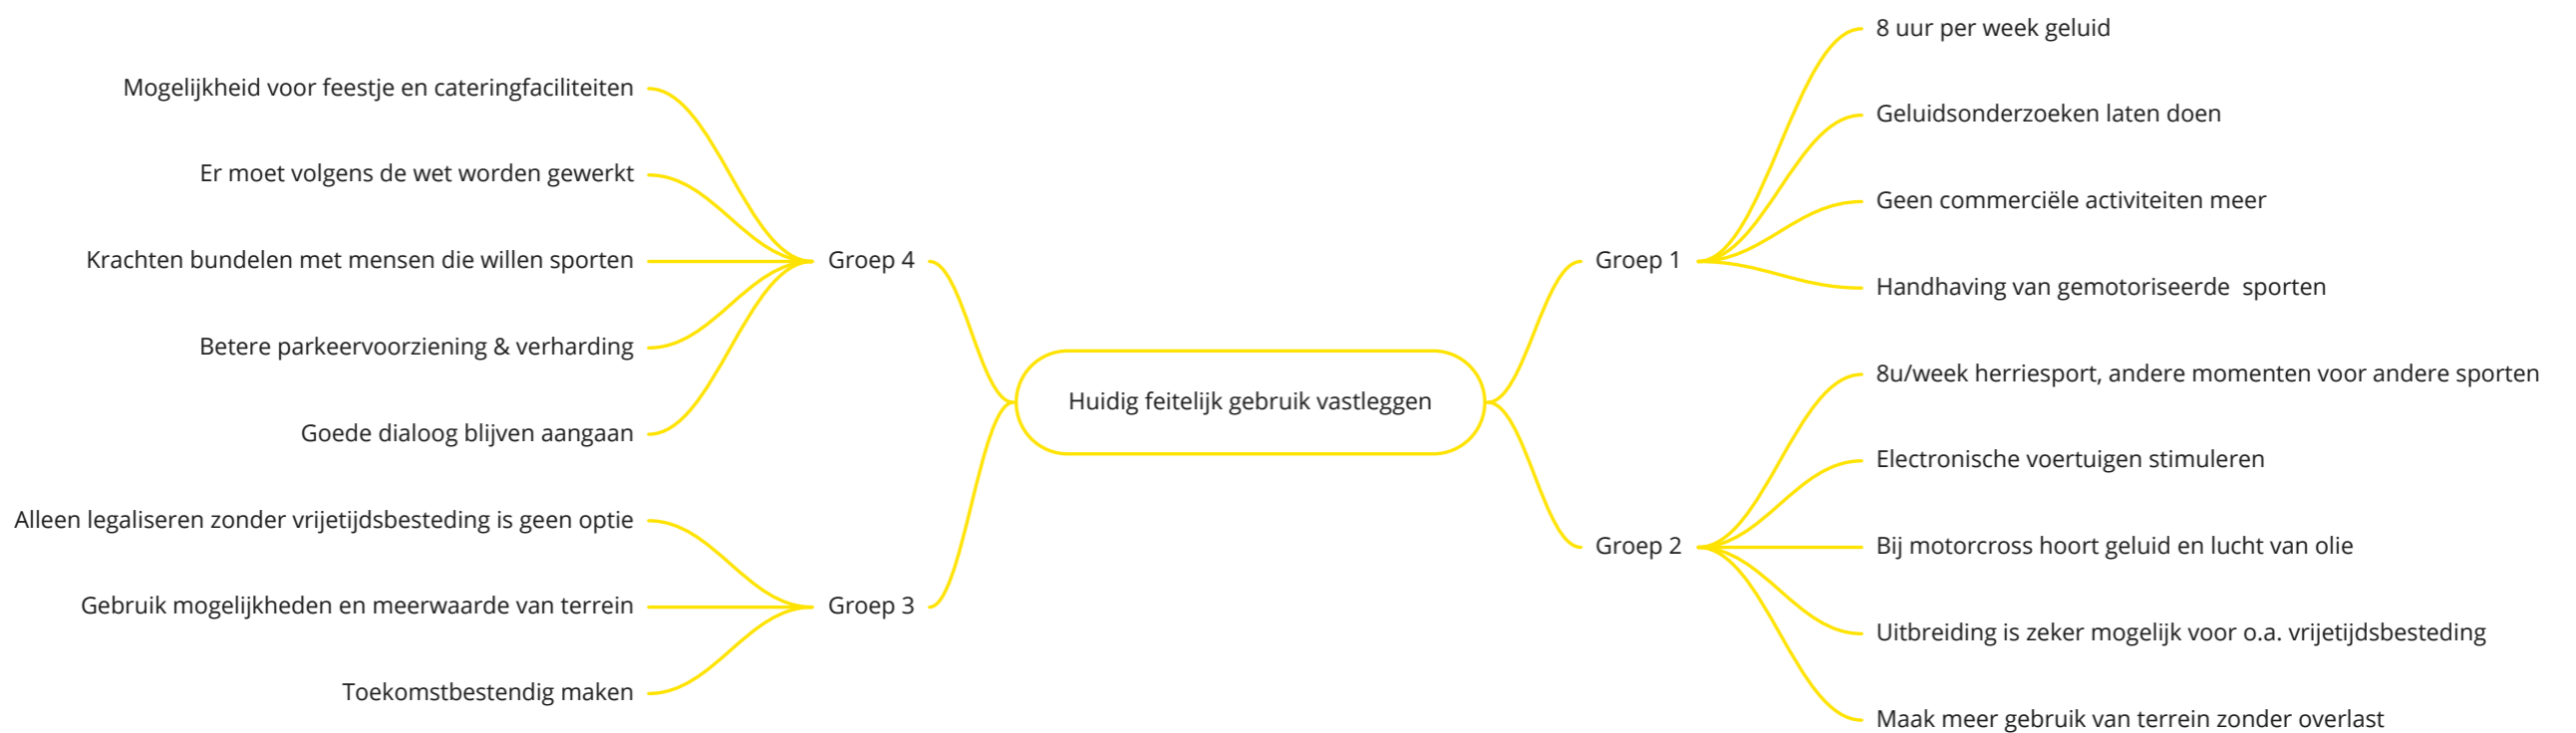 Huidig feitelijk gebruik vastleggen
Groep 1
8 uur per week geluid
Geluidsonderzoeken laten doen
Geen commerciële activiteiten meer
Handhaving van gemotoriseerde  sporten
Groep 2
8u/week herriesport, andere momenten voor andere sporten
Electronische voertuigen stimuleren
Bij motorcross hoort geluid en lucht van olie
Uitbreiding is zeker mogelijk voor o.a. vrijetijdsbesteding
Maak meer gebruik van terrein zonder overlast
Groep 3
Alleen legaliseren zonder vrijetijdsbesteding is geen optie
Gebruik mogelijkheden en meerwaarde van terrein
Toekomstbestendig maken
Groep 4
Mogelijkheid voor feestje en cateringfaciliteiten
Er moet volgens de wet worden gewerkt
Krachten bundelen met mensen die willen sporten
Betere parkeervoorziening & verharding
Goede dialoog blijven aangaan